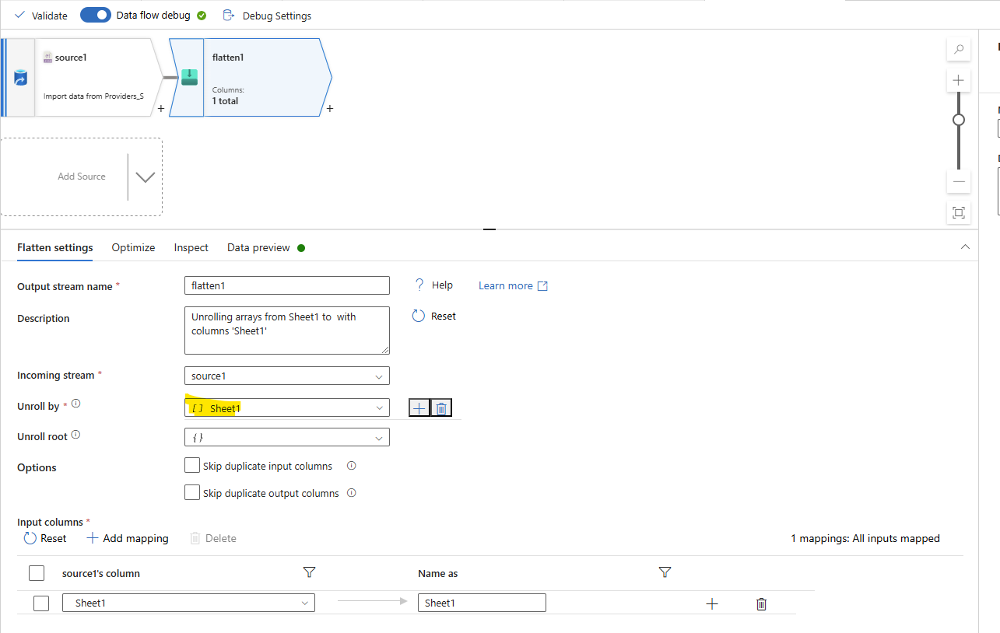 Validate
Data flow debug
Debug Settings
source1
Import data from Providers_S
+
flatten1
Columns:
1 total
+
Add Source
Flatten settings
Optimize
Inspect
Data preview
Output stream name *
flatten1
Help
Learn more
Description
Unrolling arrays from Sheet1 to  with
columns 'Sheet1'
Reset
Incoming stream *
source1
Unroll by *
[ ] Sheet1
Unroll root
{}
Options
Skip duplicate input columns
Skip duplicate output columns
Input columns *
Reset
Add mapping
Delete
1 mappings: All inputs mapped
source1's column
Name as
Sheet1
Sheet1